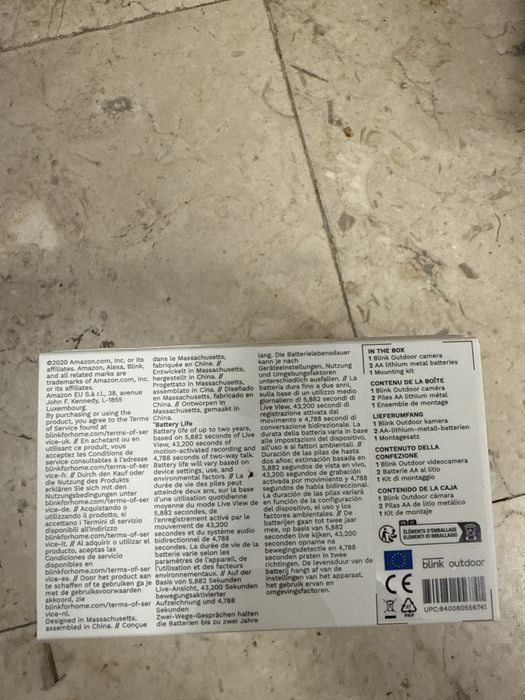 ©2020 Amazon.com, Inc. or its
affiliates. Amazon, Alexa, Blink,
and all related marks are
trademarks of Amazon.com, Inc.
or its affiliates.
Amazon EU S.à r.l., 38, avenue
John F. Kennedy, L-1855
Luxembourg.
By purchasing or using the
product, you agree to the Terms
of Service found at
blinkforhome.com/terms-of-ser
vice-uk. // En achetant ou en
utilisant ce produit, vous
acceptez les Conditions de
service consultables à l'adresse
blinkforhome.com/terms-of-ser
vice-fr. // Durch den Kauf oder
die Nutzung des Produkts
erklären Sie sich mit den
Nutzungsbedingungen unter
blinkforhome.com/terms-of-ser
vice-de. // Acquistando o
utilizzando il prodotto, si
accettano i Termini di servizio
disponibili all'indirizzo
blinkforhome.com/terms-of-ser
vice-it. // Al adquirir o utilizar el
producto, aceptas las
Condiciones de servicio
disponibles en
blinkforhome.com/terms-of-ser
vice-es. // Door het product aan
te schaffen of te gebruiken ga je
met de gebruiksvoorwaarden
akkoord, zie
blinkforhome.com/terms-of-ser
vice-nl.
Designed in Massachusetts,
assembled in China. // Conçue
dans le Massachusetts,
fabriquée en Chine. //
Entwickelt in Massachusetts,
hergestellt in China. //
Progettato in Massachusetts,
assemblato in Cina. // Diseñado
en Massachusetts, fabricado en
China. // Ontworpen in
Massachusetts, gemaakt in
China.
¹Battery Life
Battery life of up to two years,
based on 5,882 seconds of Live
View, 43,200 seconds of
motion-activated recording and
4,788 seconds of two-way talk.
Battery life will vary based on
device settings, use, and
environmental factors. // La
durée de vie des piles peut
atteindre deux ans, sur la base
d'une utilisation quotidienne
moyenne du mode Live View de
5,882 secondes, de
l'enregistrement activé par le
mouvement de 43,200
secondes et du système audio
bidirectionnel de 4,788
secondes. La durée de vie de la
batterie varie selon les
paramètres de l'appareil, de
l'utilisation et des facteurs
environnementaux. // Auf der
Basis von 5,882 Sekunden
Live-Ansicht, 43,200 Sekunden
bewegungsaktivierter
Aufzeichnung und 4,788
Sekunden
Zwei-Wege-Gesprächen halten
die Batterien bis zu zwei Jahre
lang. Die Batterielebensdauer
kann je nach
Geräteeinstellungen, Nutzung
und Umgebungsfaktoren
unterschiedlich ausfallen. // La
batteria dura fino a due anni,
sulla base di un utilizzo medio
giornaliero di 5,882 secondi di
Live View, 43,200 secondi di
registrazione attivata dal
movimento e 4,788 secondi di
conversazione bidirezionale. La
durata della batteria varia in base
alle impostazioni del dispositivo,
all'uso e ai fattori ambientali. //
Duración de las pilas de hasta
dos años; estimación basada en
5,882 segundos de vista en vivo,
43,200 segundos de grabación
activada por movimiento y 4,788
segundos de habla bidireccional.
La duración de las pilas variará
en función de la configuración
del dispositivo, el uso y los
factores ambientales. // De
batterijen gaan tot twee jaar
mee, op basis van 5,882
seconden live kijken, 43,200
seconden opname met
bewegingsdetectie en 4,788
seconden praten in twee
richtingen. De levensduur van de
batterij hangt af van de
instellingen van het apparaat,
het gebruik ervan en
omgevingsfactoren.
IN THE BOX
1 Blink Outdoor camera
2 AA lithium metal batteries
1 Mounting kit
CONTENU DE LA BOÎTE
1 Blink Outdoor caméra
2 Piles AA lithium métal
1 Ensemble de montage
LIEFERUMFANG
1 Blink Outdoor kamera
2 AA-lithium-metall-batterien
1 Montagesatz
CONTENUTO DELLA
CONFEZIONE
1 Blink Outdoor videocamera
2 Batterie AA al litio
1 Kit di montaggio
CONTENIDO DE LA CAJA
1 Blink Outdoor cámara
2 Pilas AA de litio metálico
1 Kit de montaje
ÉLÉMENTS D'EMBALLAGE
ELEMENTI DI IMBALLAGGIO
blink outdoor
CE
PAP
UPC:840080556741